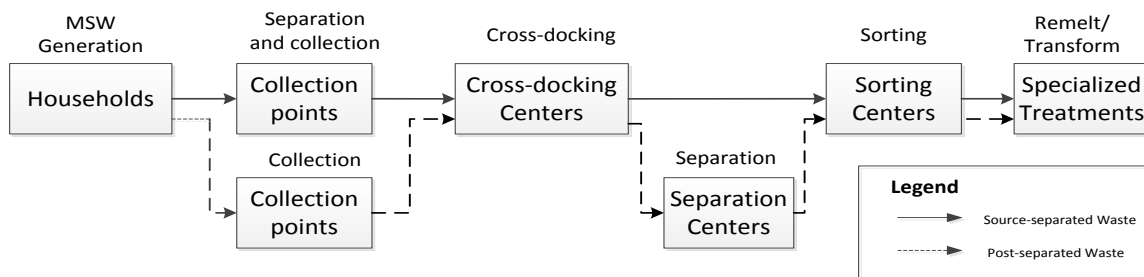 MSW
Generation
Households
Separation
and collection
Collection
points
Collection
Collection
points
Cross-docking
Cross-docking
Centers
Separation
Separation
Centers
Sorting
Sorting
Centers
Remelt/
Transform
Specialized
Treatments
Legend
Source-separated Waste
Post-separated Waste